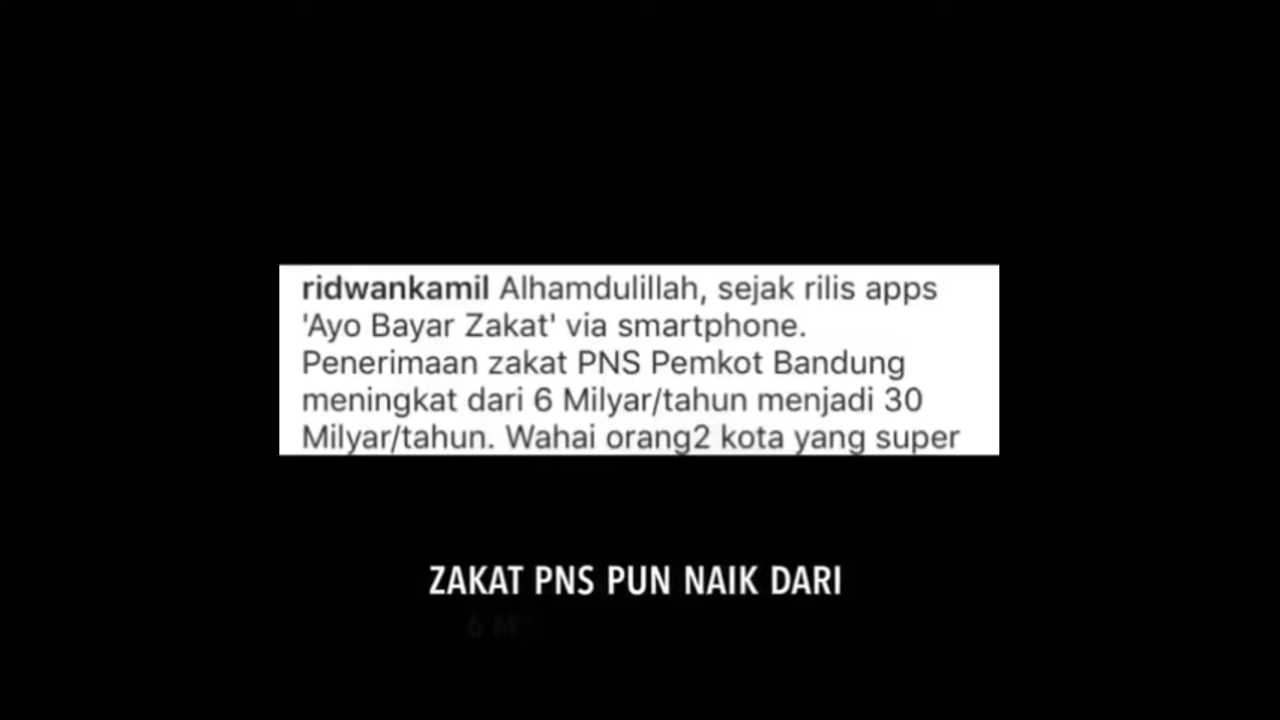 ridwankamil Alhamdulillah, sejak rilis apps
'Ayo Bayar Zakat' via smartphone.
Penerimaan zakat PNS Pemkot Bandung
meningkat dari 6 Milyar/tahun menjadi 30
Milyar/tahun. Wahai orang2 kota yang super
ZAKAT PNS PUN NAIK DARI
6 M